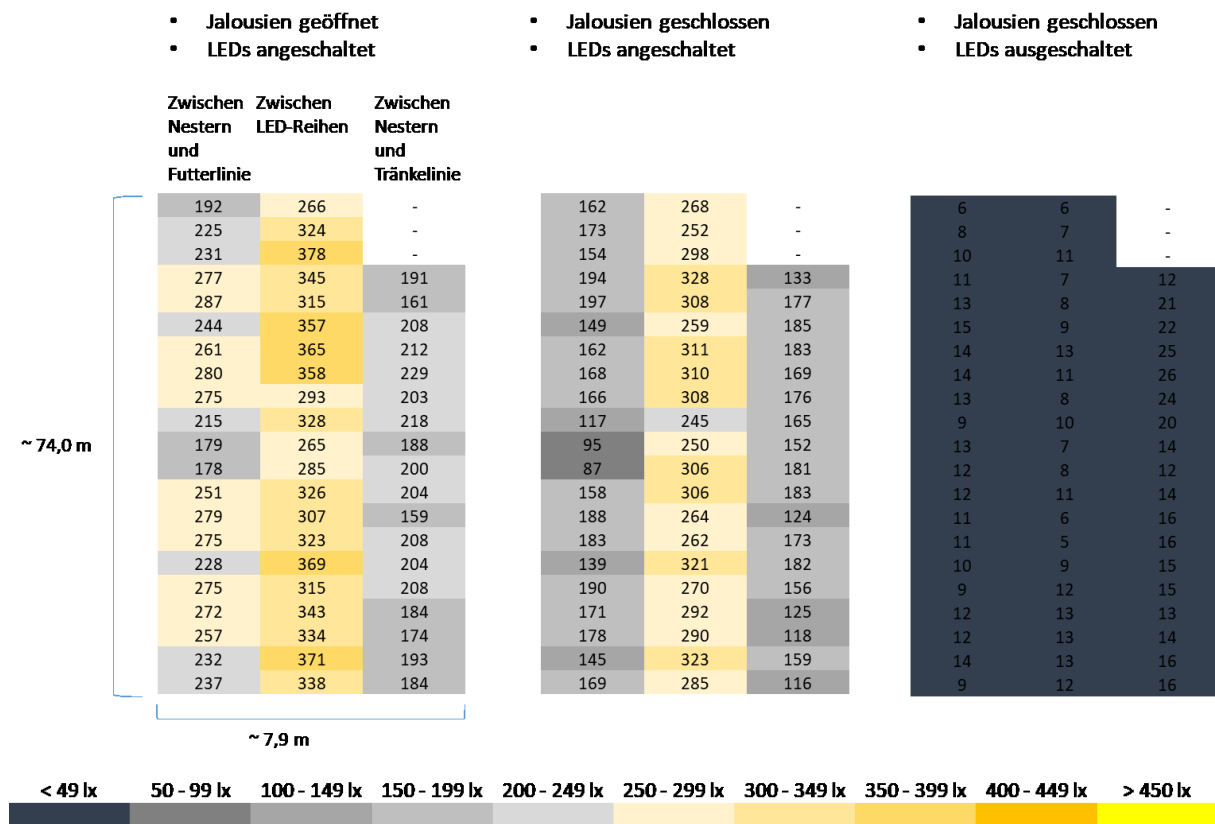 ▪ Jalousien geöffnet
▪ LEDs angeschaltet
▪ Jalousien geschlossen
▪ LEDs angeschaltet
▪ Jalousien geschlossen
▪ LEDs ausgeschaltet
Zwischen Nestern und Futterlinie
Zwischen LED-Reihen
Zwischen Nestern und Tränkelinie
192 266 - 162 268 - 6 6 -
225 324 - 173 252 - 8 7 -
231 378 - 154 298 - 10 11 -
277 345 191 194 328 133 11 7 12
287 315 161 197 308 177 13 8 21
244 357 208 149 259 185 15 9 22
261 365 212 162 311 183 14 13 25
280 358 229 168 310 169 14 11 26
275 293 203 166 308 176 13 8 24
215 328 218 117 245 165 9 10 20
179 265 188 95 250 152 13 7 14
178 285 200 87 306 181 12 8 12
251 326 204 158 306 183 12 11 14
279 307 159 188 264 124 11 6 16
275 323 208 183 262 173 11 5 16
228 369 204 139 321 182 10 9 15
275 315 208 190 270 156 9 12 15
272 343 184 171 292 125 12 13 13
257 334 174 178 290 118 12 13 14
232 371 193 145 323 159 14 13 16
237 338 184 169 285 116 9 12 16
~ 74,0 m
~ 7,9 m
< 49 lx 50 - 99 lx 100 - 149 lx 150 - 199 lx 200 - 249 lx 250 - 299 lx 300 - 349 lx 350 - 399 lx 400 - 449 lx > 450 lx